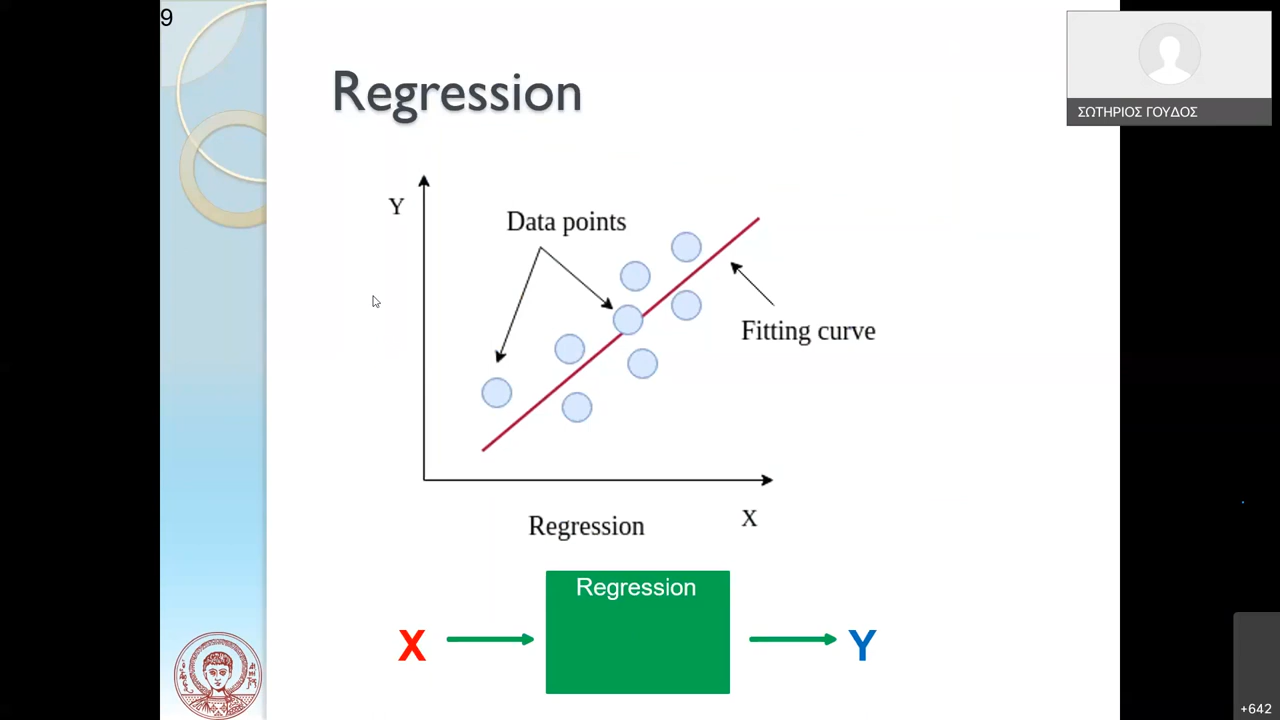 9
ΣΩΤΗΡΙΟΣ ΓΟΥΔΟΣ
Regression
Y
Data points
Fitting curve
X
Regression
Regression
X
Y
+642